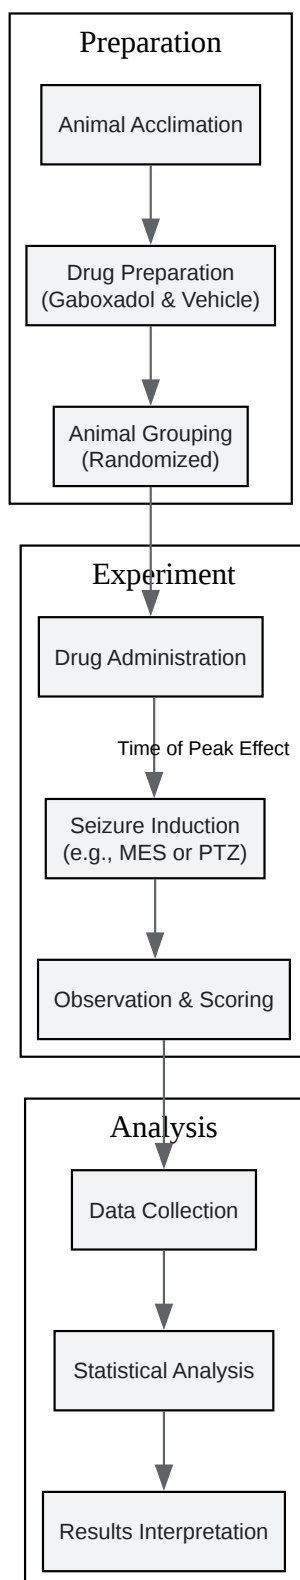 Preparation
Animal Acclimation
Drug Preparation
(Gaboxadol & Vehicle)
Animal Grouping
(Randomized)
Experiment
Drug Administration
Time of Peak Effect
Seizure Induction
(e.g., MES or PTZ)
Observation & Scoring
Analysis
Data Collection
Statistical Analysis
Results Interpretation